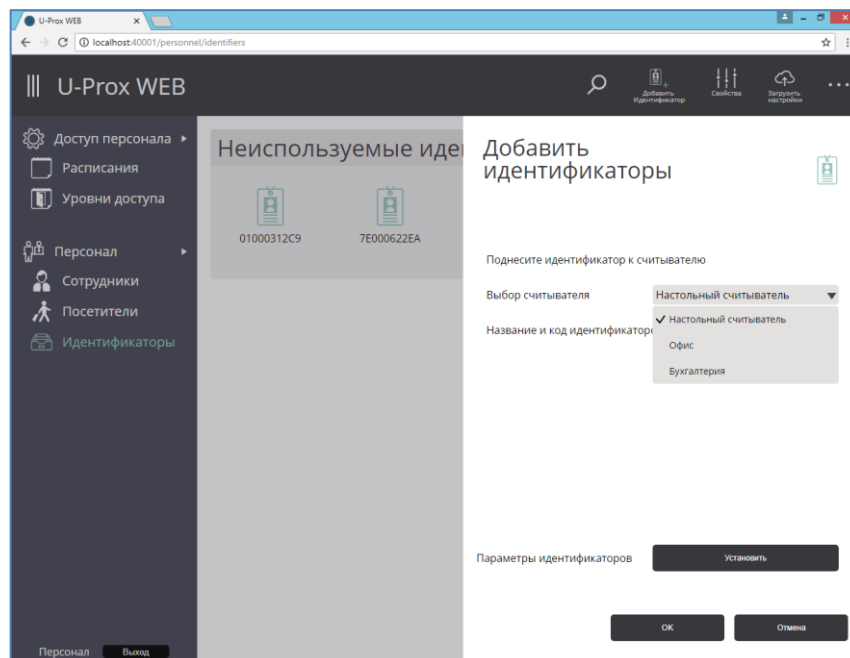 U-Prox WEB
localhost:40001/personnel/identifiers
U-Prox WEB
Добавить
Идентификатор
Свойства
Загрузить
настройки
Доступ персонала
Расписания
Уровни доступа
Персонал
Сотрудники
Посетители
Идентификаторы
Персонал
Выход
Неиспользуемые иде
01000312C9
7E000622EA
Добавить
идентификаторы
Поднесите идентификатор к считывателю
Выбор считывателя
Настольный считыватель
Настольный считыватель
Офис
Бухгалтерия
Название и код идентификаторо
Параметры идентификаторов
Установить
ОК
Отмена